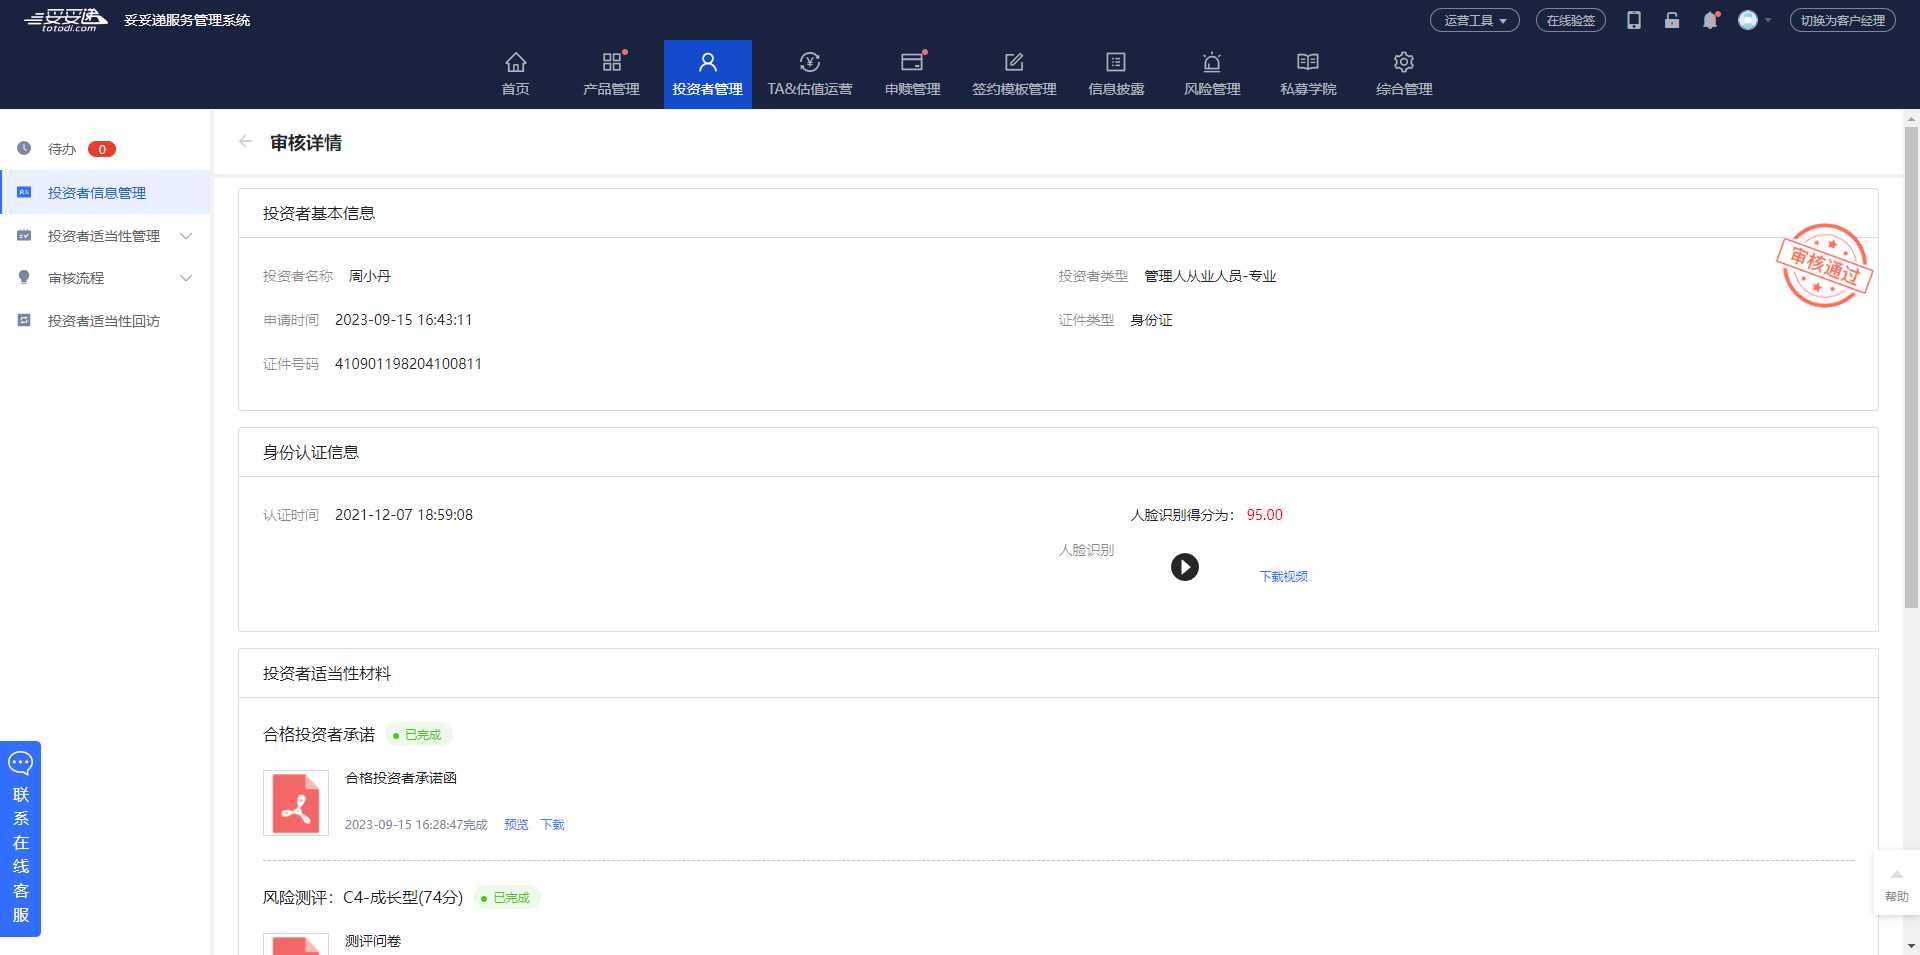 妥妥递
totodi.com
妥妥递服务管理系统
运营工具
在线验签
切换为客户经理
首页
产品管理
投资者管理
TA&估值运营
申赎管理
签约模板管理
信息披露
风险管理
私募学院
综合管理
待办 0
投资者信息管理
投资者适当性管理
审核流程
投资者适当性回访
审核详情
投资者基本信息
审核通过
投资者名称 周小丹
投资者类型 管理人从业人员-专业
申请时间 2023-09-15 16:43:11
证件类型 身份证
证件号码 410901198204100811
身份认证信息
认证时间 2021-12-07 18:59:08
人脸识别得分为： 95.00
人脸识别
下载视频
投资者适当性材料
合格投资者承诺 已完成
合格投资者承诺函
2023-09-15 16:28:47完成 预览 下载
风险测评：C4-成长型(74分) 已完成
测评问卷
联系在线客服
帮助